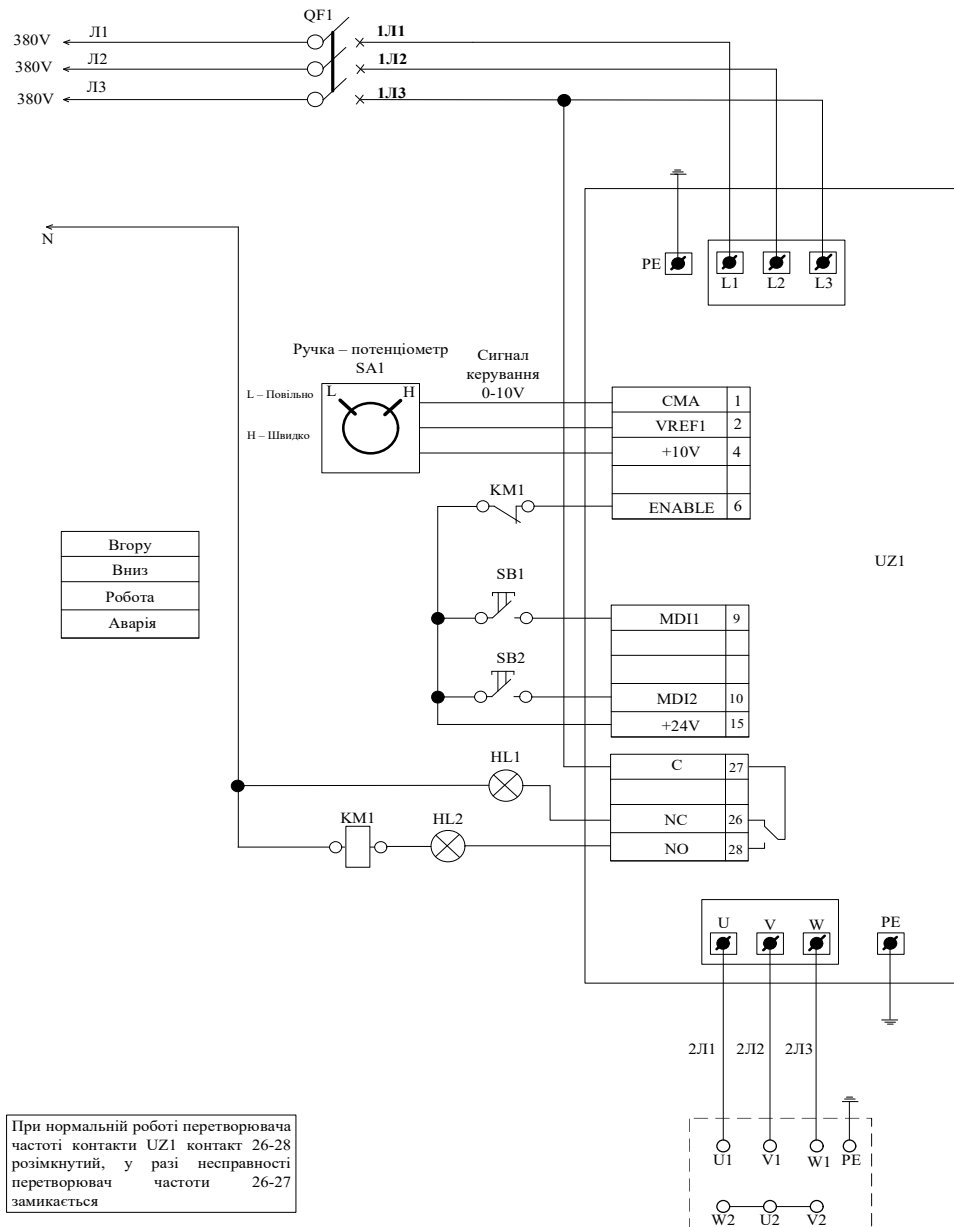 QF1
380V Л1 1Л1
380V Л2 1Л2
380V Л3 1Л3
N
PE
L1 L2 L3
Ручка – потенціометр
SA1
Сигнал
керування
0-10V
L – Повільно
H – Швидко
L H
CMA 1
VREF1 2
+10V 4
KM1
ENABLE 6
Вгору
Вниз
Робота
Аварія
UZ1
SB1
MDI1 9
SB2
MDI2 10
+24V 15
HL1
C 27
NC 26
KM1 HL2
NO 28
U V W PE
2Л1 2Л2 2Л3
При нормальній роботі перетворювача
частоті контакти UZ1 контакт 26-28
розімкнутий, у разі несправності
перетворювач частоти 26-27
замикається
U1 V1 W1 PE
W2 U2 V2